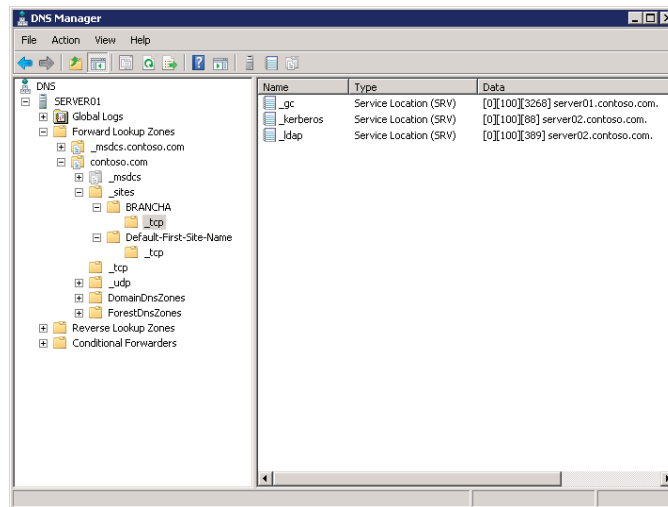 DNS Manager
File Action View Help
DNS
SERVER01
Global Logs
Forward Lookup Zones
_msdcs.contoso.com
contoso.com
_msdcs
_sites
BRANCHA
_tcp
Default-First-Site-Name
_tcp
_tcp
_udp
DomainDnsZones
ForestDnsZones
Reverse Lookup Zones
Conditional Forwarders
Name Type Data
_gc Service Location (SRV) [0][100][3268] server01.contoso.com.
_kerberos Service Location (SRV) [0][100][88] server02.contoso.com.
_ldap Service Location (SRV) [0][100][389] server02.contoso.com.